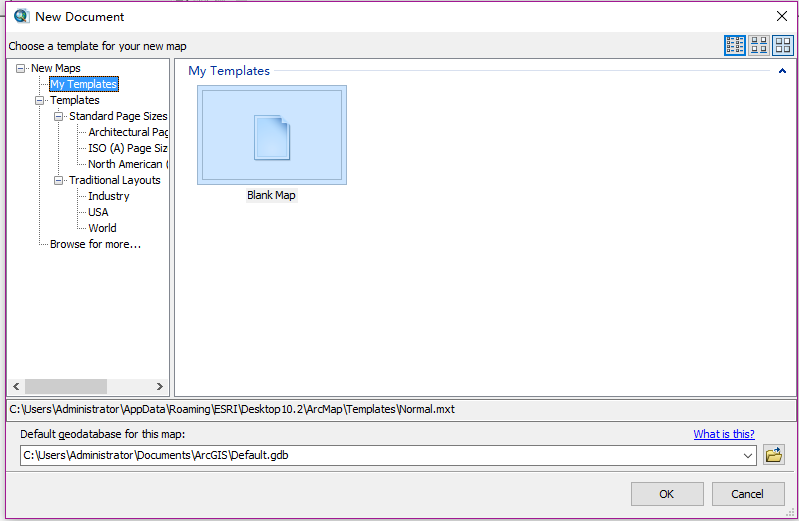 New Document
Choose a template for your new map
New Maps
My Templates
Templates
Standard Page Sizes
Architectural Pag
ISO (A) Page Siz
North American (
Traditional Layouts
Industry
USA
World
Browse for more...
My Templates
Blank Map
C:\Users\Administrator\AppData\Roaming\ESRI\Desktop10.2\ArcMap\Templates\Normal.mxt
Default geodatabase for this map:
What is this?
C:\Users\Administrator\Documents\ArcGIS\Default.gdb
OK
Cancel